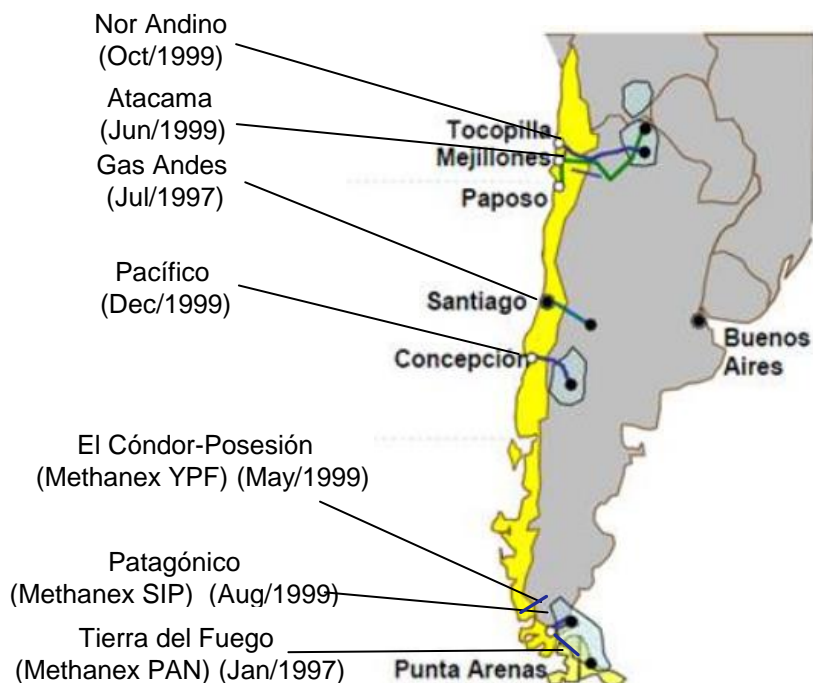 Nor Andino
(Oct/1999)
Atacama
(Jun/1999)
Gas Andes
(Jul/1997)
Pacífico
(Dec/1999)
El Cóndor-Posesión
(Methanex YPF) (May/1999)
Patagónico
(Methanex SIP)  (Aug/1999)
Tierra del Fuego
(Methanex PAN) (Jan/1997)
Tocopilla
Mejillones
Paposo
Santiago
Buenos
Aires
Concepción
Punta Arenas